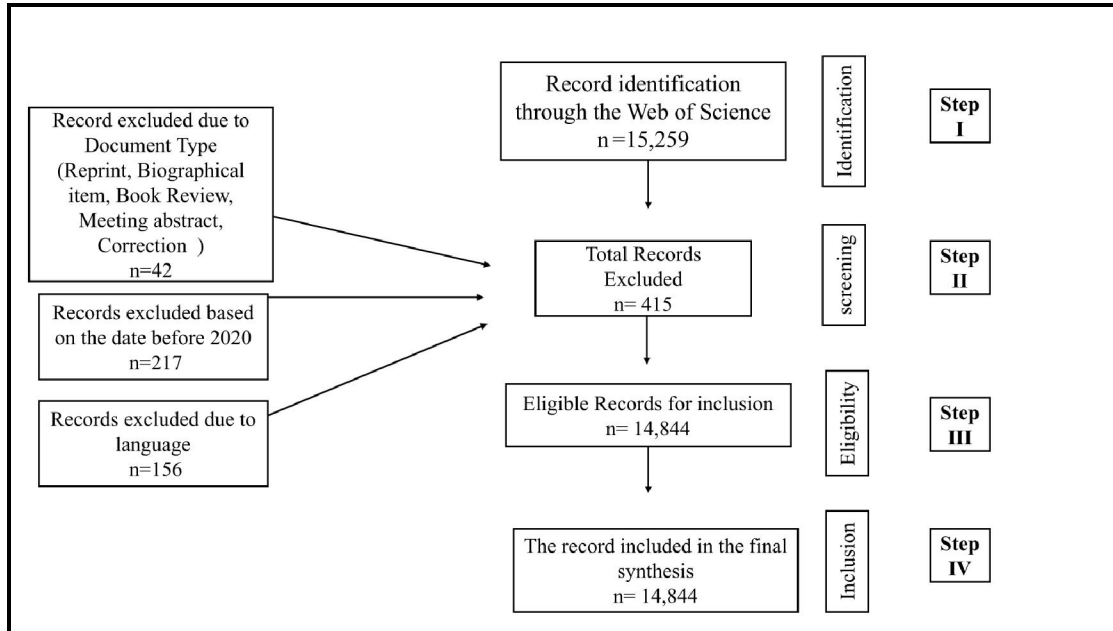 Record identification
through the Web of Science
n =15,259
Identification
Step
I
Record excluded due to
Document Type
(Reprint, Biographical
item, Book Review,
Meeting abstract,
Correction )
n=42
Records excluded based
on the date before 2020
n=217
Records excluded due to
language
n=156
Total Records
Excluded
n= 415
screening
Step
II
Eligible Records for inclusion
n= 14,844
Eligibility
Step
III
The record included in the final
synthesis
n= 14,844
Inclusion
Step
IV